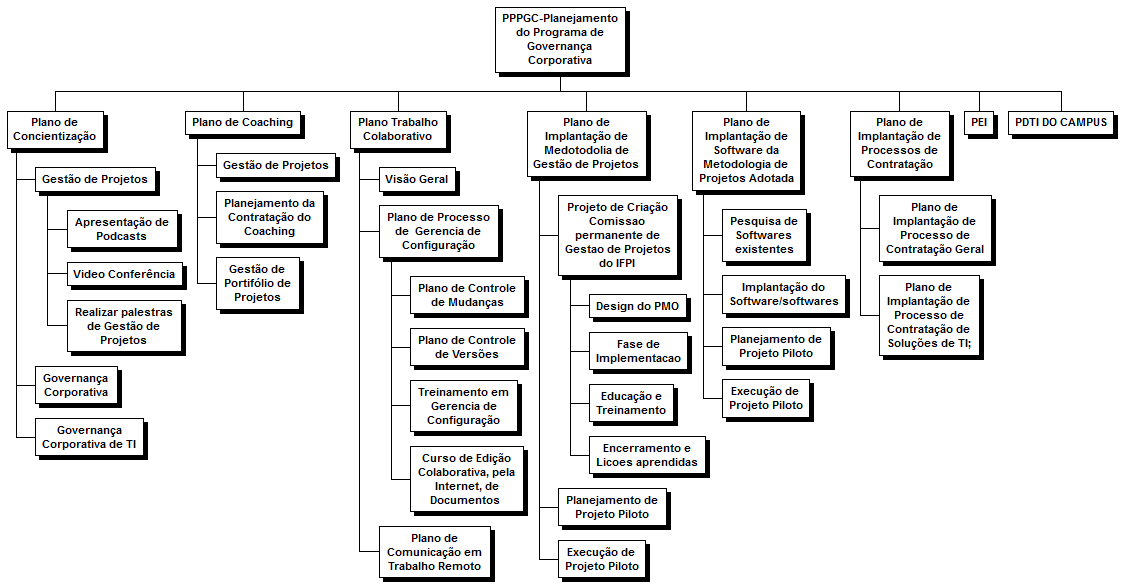 PPPGC-Planejamento
do Programa de
Governança
Corporativa
Plano de
Concientização
Gestão de Projetos
Apresentação de
Podcasts
Video Conferência
Realizar palestras
de Gestão de
Projetos
Governança
Corporativa
Governança
Corporativa de TI
Plano de Coaching
Gestão de Projetos
Planejamento da
Contratação do
Coaching
Gestão de
Portifólio de
Projetos
Plano Trabalho
Colaborativo
Visão Geral
Plano de Processo
de Gerencia de
Configuração
Plano de Controle
de Mudanças
Plano de Controle
de Versões
Treinamento em
Gerencia de
Configuração
Curso de Edição
Colaborativa, pela
Internet, de
Documentos
Plano de
Comunicação em
Trabalho Remoto
Plano de
Implantação de
Medotodolia de
Gestão de Projetos
Projeto de Criação
Comissao
permanente de
Gestao de Projetos
do IFPI
Design do PMO
Fase de
Implementacao
Educação e
Treinamento
Encerramento e
Licoes aprendidas
Planejamento de
Projeto Piloto
Execução de
Projeto Piloto
Plano de
Implantação de
Software da
Metodologia de
Projetos Adotada
Pesquisa de
Softwares
existentes
Implantação do
Software/softwares
Planejamento de
Projeto Piloto
Execução de
Projeto Piloto
Plano de
Implantação de
Processos de
Contratação
Plano de
Implantação de
Processo de
Contratação Geral
Plano de
Implantação de
Processo de
Contratação de
Soluções de TI;
PEI
PDTI DO CAMPUS